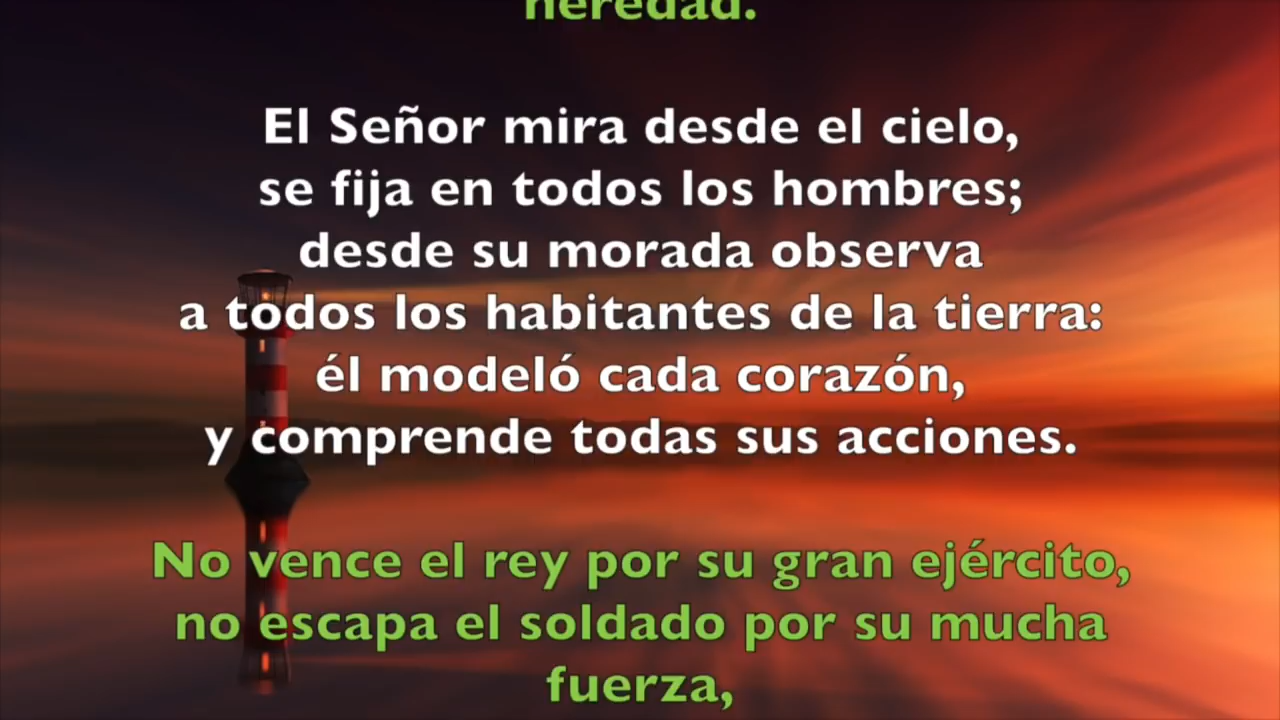 heredad.
El Señor mira desde el cielo,
se fija en todos los hombres;
desde su morada observa
a todos los habitantes de la tierra:
él modeló cada corazón,
y comprende todas sus acciones.
No vence el rey por su gran ejército,
no escapa el soldado por su mucha
fuerza,